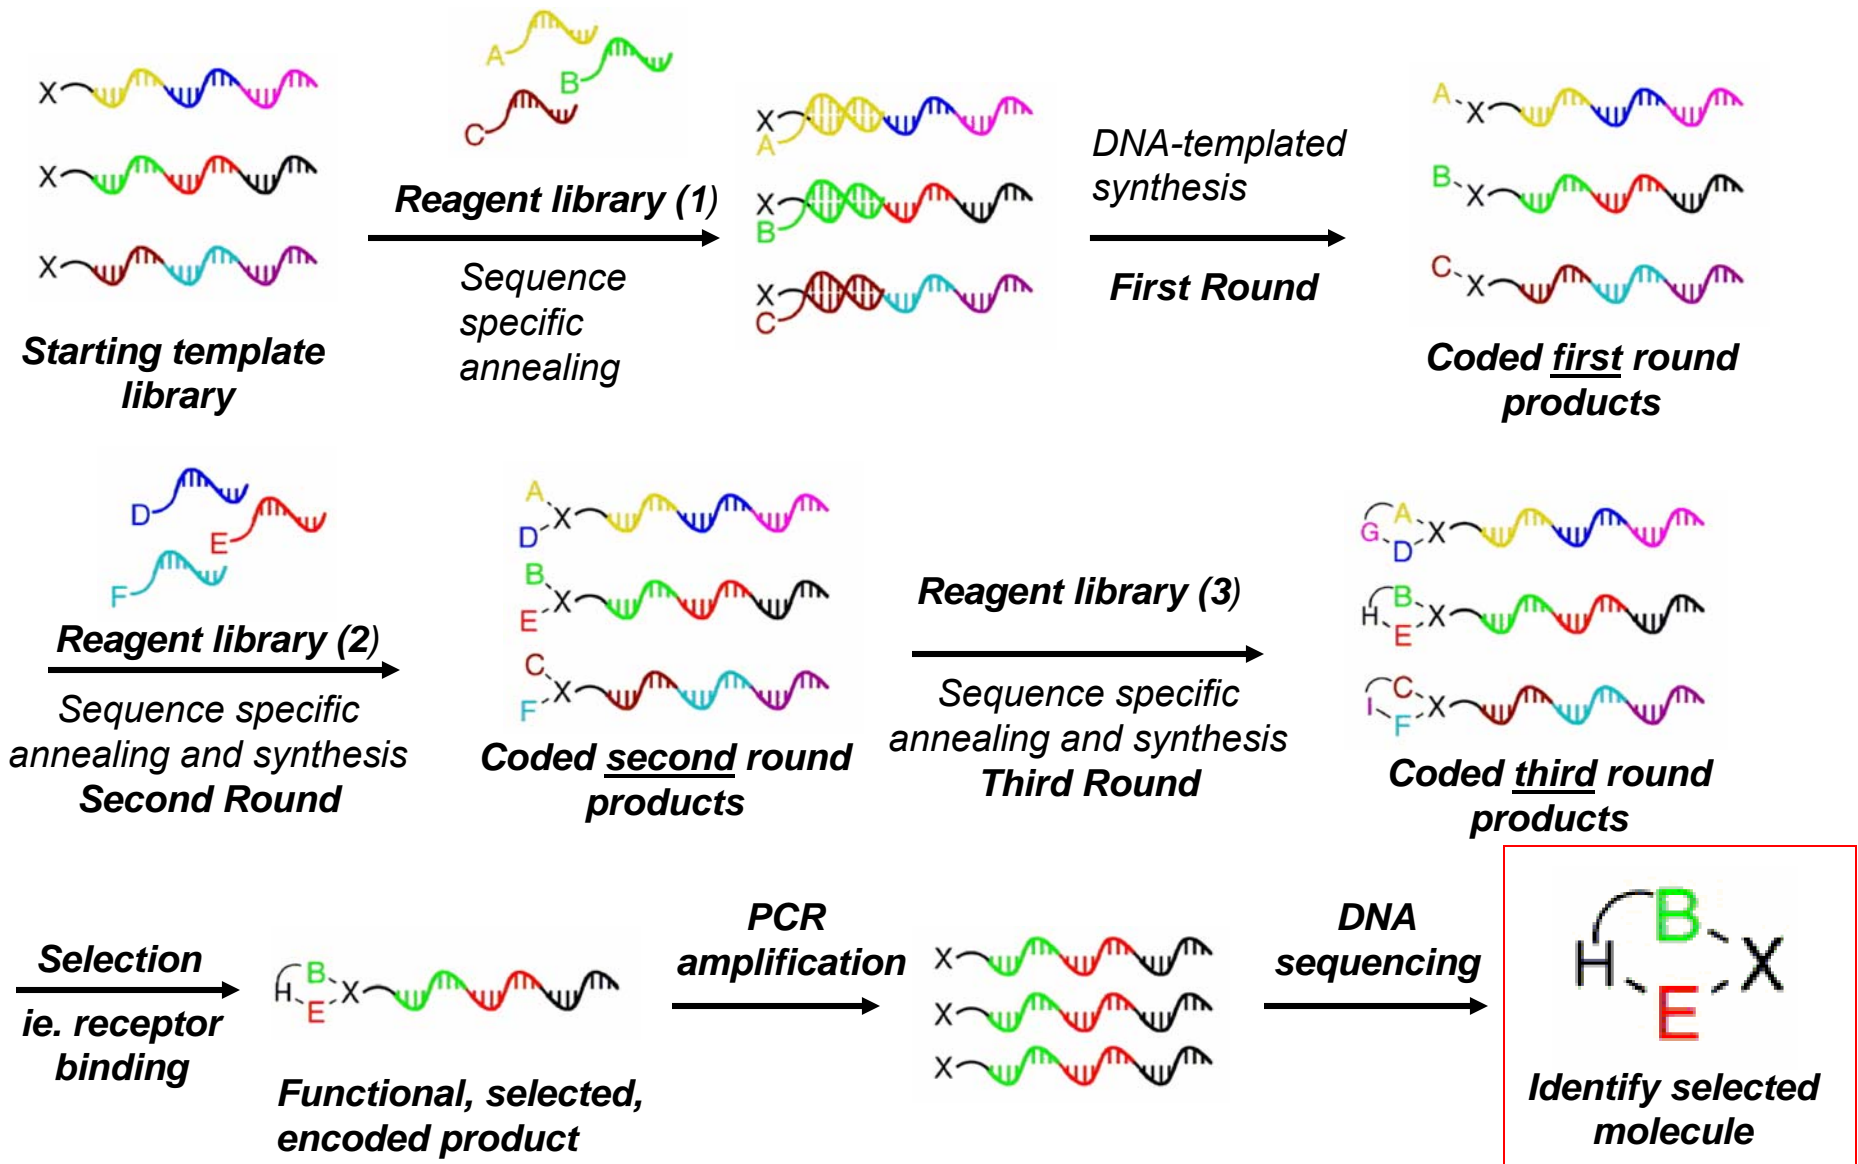 A
B
C
X
X
X
Reagent library (1)
Sequence
specific
annealing
Starting template
library
X
A
X
B
X
C
DNA-templated
synthesis
First Round
A X
B X
C X
Coded first round
products
D
E
F
Reagent library (2)
Sequence specific
annealing and synthesis
Second Round
A
D X
B
E X
C
F X
Coded second round
products
Reagent library (3)
Sequence specific
annealing and synthesis
Third Round
G A D X
H B E X
I C F X
Coded third round
products
Selection
ie. receptor
binding
H B E X
Functional, selected,
encoded product
PCR
amplification
X
X
X
DNA
sequencing
H B E X
Identify selected
molecule